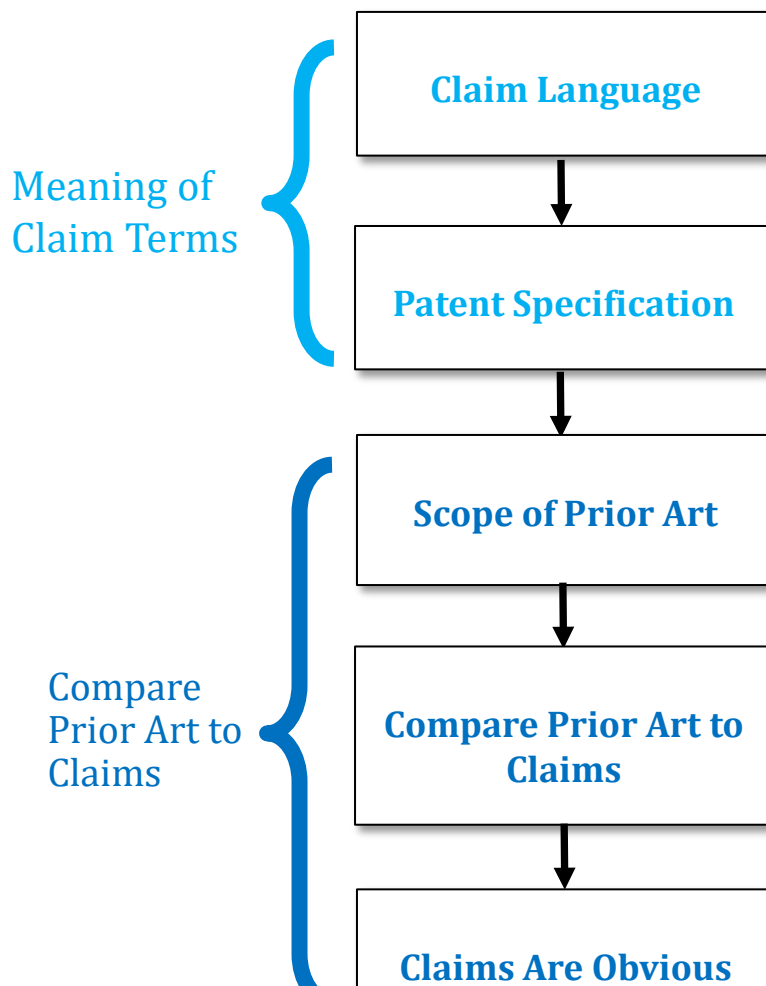 Claim Language
Meaning of
Claim Terms
Patent Specification
Scope of Prior Art
Compare
Prior Art to
Claims
Compare Prior Art to
Claims
Claims Are Obvious